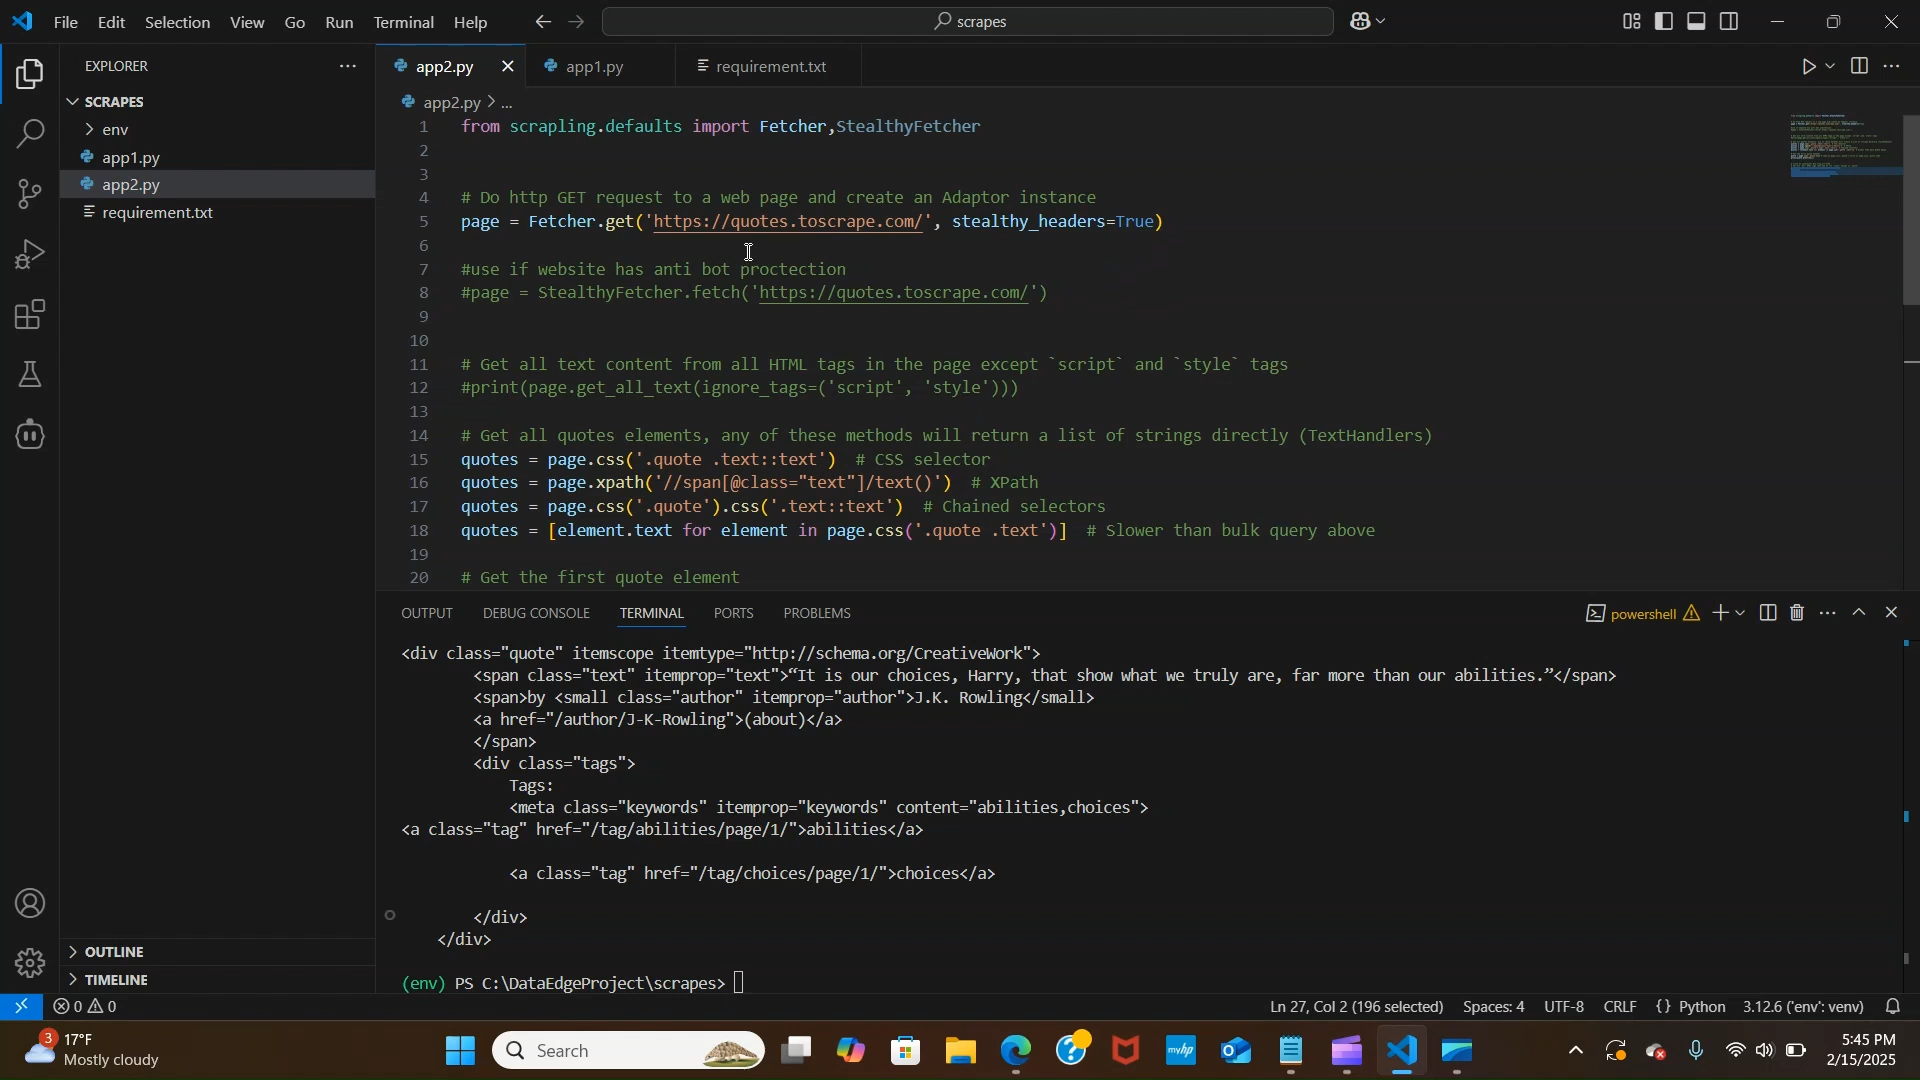 File Edit Selection View Go Run Terminal Help
scrapes
EXPLORER
SCRAPES
env
app1.py
app2.py
requirement.txt
OUTLINE
TIMELINE
app2.py
app1.py
requirement.txt
app2.py > ...
1 from scrapling.defaults import Fetcher,StealthyFetcher
2
3
4 # Do http GET request to a web page and create an Adaptor instance
5 page = Fetcher.get('https://quotes.toscrape.com/', stealthy_headers=True)
6
7 #use if website has anti bot proctection
8 #page = StealthyFetcher.fetch('https://quotes.toscrape.com/')
9
10
11 # Get all text content from all HTML tags in the page except `script` and `style` tags
12 #print(page.get_all_text(ignore_tags=('script', 'style')))
13
14 # Get all quotes elements, any of these methods will return a list of strings directly (TextHandlers)
15 quotes = page.css('.quote .text::text')  # CSS selector
16 quotes = page.xpath('//span[@class="text"]/text()')  # XPath
17 quotes = page.css('.quote').css('.text::text')  # Chained selectors
18 quotes = [element.text for element in page.css('.quote .text')]  # Slower than bulk query above
19
20 # Get the first quote element
OUTPUT DEBUG CONSOLE TERMINAL PORTS PROBLEMS
powershell
<div class="quote" itemscope itemtype="http://schema.org/CreativeWork">
<span class="text" itemprop="text">“It is our choices, Harry, that show what we truly are, far more than our abilities.”</span>
<span>by <small class="author" itemprop="author">J.K. Rowling</small>
<a href="/author/J-K-Rowling">(about)</a>
</span>
<div class="tags">
Tags:
<meta class="keywords" itemprop="keywords" content="abilities,choices">
<a class="tag" href="/tag/abilities/page/1/">abilities</a>
<a class="tag" href="/tag/choices/page/1/">choices</a>
</div>
</div>
(env) PS C:\DataEdgeProject\scrapes>
0 0
Ln 27, Col 2 (196 selected) Spaces: 4 UTF-8 CRLF {} Python 3.12.6 ('env': venv)
3
17°F
Mostly cloudy
Search
myhp
5:45 PM
2/15/2025